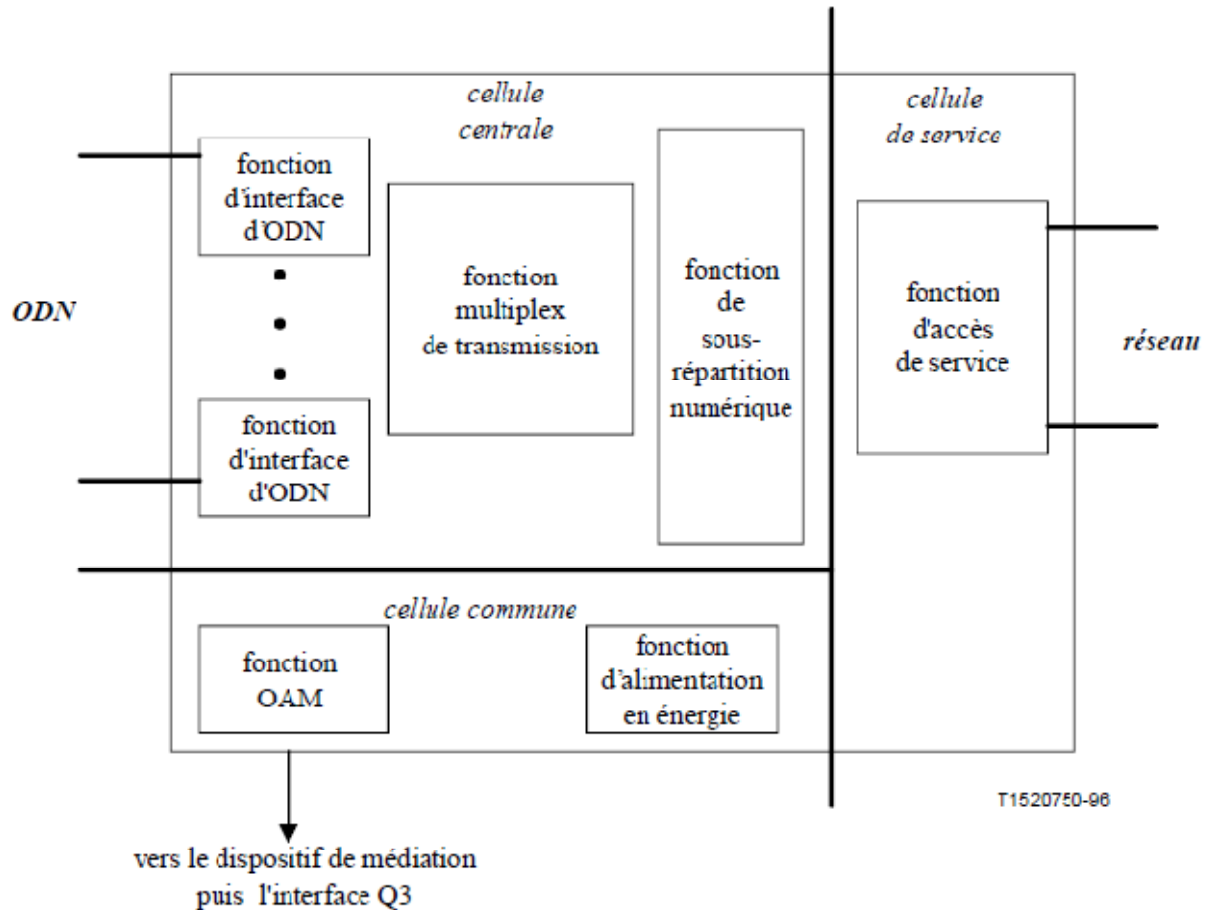 cellule
centrale
cellule
de service
fonction
d'interface
d'ODN
fonction
multiplex
de transmission
fonction
de
sous-
répartition
numérique
fonction
d'accès
de service
ODN
réseau
fonction
d'interface
d'ODN
cellule commune
fonction
OAM
fonction
d'alimentation
en énergie
T1520750-96
vers le dispositif de médiation
puis l'interface Q3